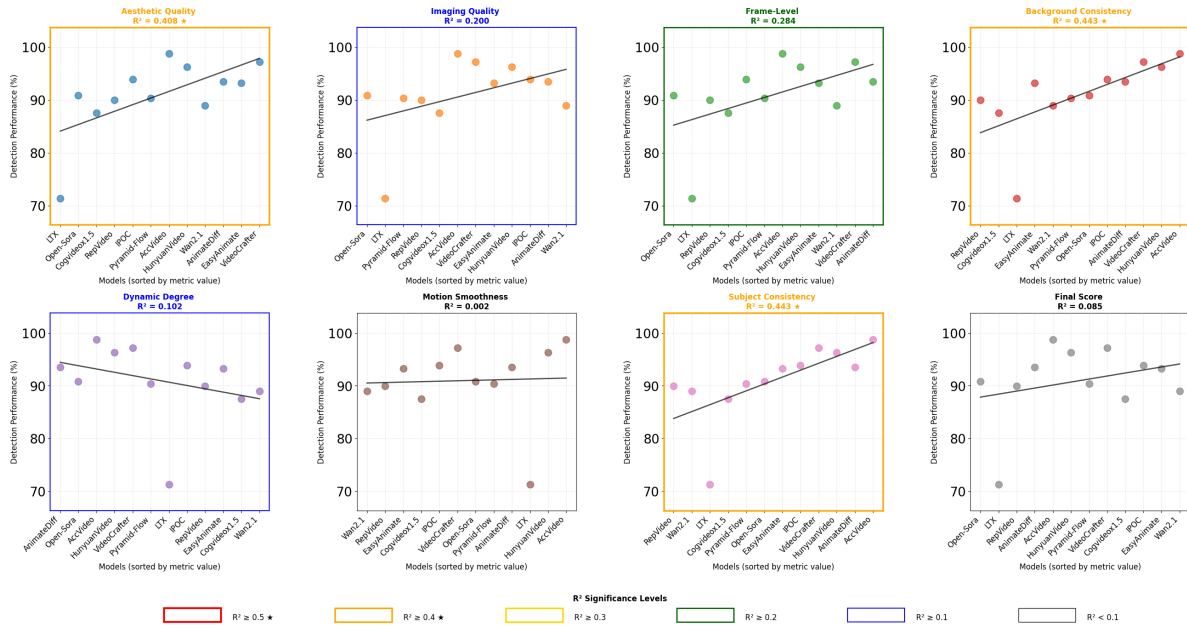 Aesthetic Quality
R² = 0.408 ★
Detection Performance (%)
100
90
80
70
LTX
Open-Sora
Cogvideox1.5
RepVideo
IPOC
Pyramid-Flow
AccVideo
HunyuanVideo
Wan2.1
AnimateDiff
EasyAnimate
VideoCrafter
Models (sorted by metric value)
Imaging Quality
R² = 0.200
Detection Performance (%)
100
90
80
70
Open-Sora
LTX
Pyramid-Flow
RepVideo
Cogvideox1.5
AccVideo
VideoCrafter
EasyAnimate
HunyuanVideo
IPOC
AnimateDiff
Wan2.1
Models (sorted by metric value)
Frame-Level
R² = 0.284
Detection Performance (%)
100
90
80
70
Open-Sora
LTX
RepVideo
Cogvideox1.5
IPOC
Pyramid-Flow
AccVideo
HunyuanVideo
EasyAnimate
Wan2.1
VideoCrafter
AnimateDiff
Models (sorted by metric value)
Background Consistency
R² = 0.443 ★
Detection Performance (%)
100
90
80
70
RepVideo
Cogvideox1.5
LTX
EasyAnimate
Wan2.1
Pyramid-Flow
Open-Sora
IPOC
AnimateDiff
VideoCrafter
HunyuanVideo
AccVideo
Models (sorted by metric value)
Dynamic Degree
R² = 0.102
Detection Performance (%)
100
90
80
70
AnimateDiff
Open-Sora
AccVideo
HunyuanVideo
VideoCrafter
Pyramid-Flow
LTX
IPOC
RepVideo
EasyAnimate
Cogvideox1.5
Wan2.1
Models (sorted by metric value)
Motion Smoothness
R² = 0.002
Detection Performance (%)
100
90
80
70
Wan2.1
RepVideo
EasyAnimate
Cogvideox1.5
IPOC
VideoCrafter
Open-Sora
Pyramid-Flow
AnimateDiff
LTX
HunyuanVideo
AccVideo
Models (sorted by metric value)
Subject Consistency
R² = 0.443 ★
Detection Performance (%)
100
90
80
70
RepVideo
Wan2.1
LTX
Cogvideox1.5
Pyramid-Flow
Open-Sora
EasyAnimate
IPOC
VideoCrafter
HunyuanVideo
AnimateDiff
AccVideo
Models (sorted by metric value)
Final Score
R² = 0.085
Detection Performance (%)
100
90
80
70
Open-Sora
LTX
RepVideo
AnimateDiff
AccVideo
HunyuanVideo
Pyramid-Flow
VideoCrafter
Cogvideox1.5
IPOC
EasyAnimate
Wan2.1
Models (sorted by metric value)
R² Significance Levels
R² ≥ 0.5 ★
R² ≥ 0.4 ★
R² ≥ 0.3
R² ≥ 0.2
R² ≥ 0.1
R² < 0.1